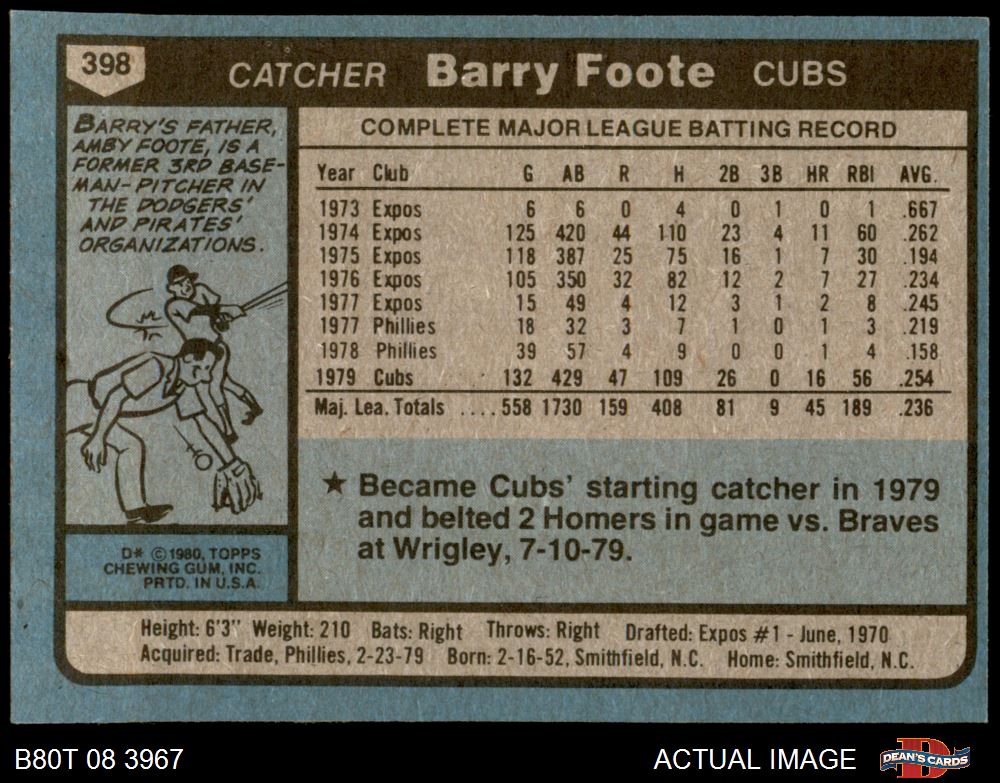 398 CATCHER Barry Foote CUBS
BARRY'S FATHER,
AMBY FOOTE, IS A
FORMER 3RD BASE-
MAN-PITCHER IN
THE DODGERS'
AND PIRATES'
ORGANIZATIONS.
D* © 1980, TOPPS
CHEWING GUM, INC.
PRTD. IN U.S.A.
COMPLETE MAJOR LEAGUE BATTING RECORD
Year Club G AB R H 2B 3B HR RBI AVG.
1973 Expos 6 6 0 4 0 1 0 1 .667
1974 Expos 125 420 44 110 23 4 11 60 .262
1975 Expos 118 387 25 75 16 1 7 30 .194
1976 Expos 105 350 32 82 12 2 7 27 .234
1977 Expos 15 49 4 12 3 1 2 8 .245
1977 Phillies 18 32 3 7 1 0 1 3 .219
1978 Phillies 39 57 4 9 0 0 1 4 .158
1979 Cubs 132 429 47 109 26 0 16 56 .254
Maj. Lea. Totals ....558 1730 159 408 81 9 45 189 .236
★ Became Cubs' starting catcher in 1979
and belted 2 Homers in game vs. Braves
at Wrigley, 7-10-79.
Height: 6'3" Weight: 210 Bats: Right Throws: Right Drafted: Expos #1 - June, 1970
Acquired: Trade, Phillies, 2-23-79 Born: 2-16-52, Smithfield, N.C. Home: Smithfield, N.C.
B80T 08 3967 ACTUAL IMAGE DEAN'S CARDS